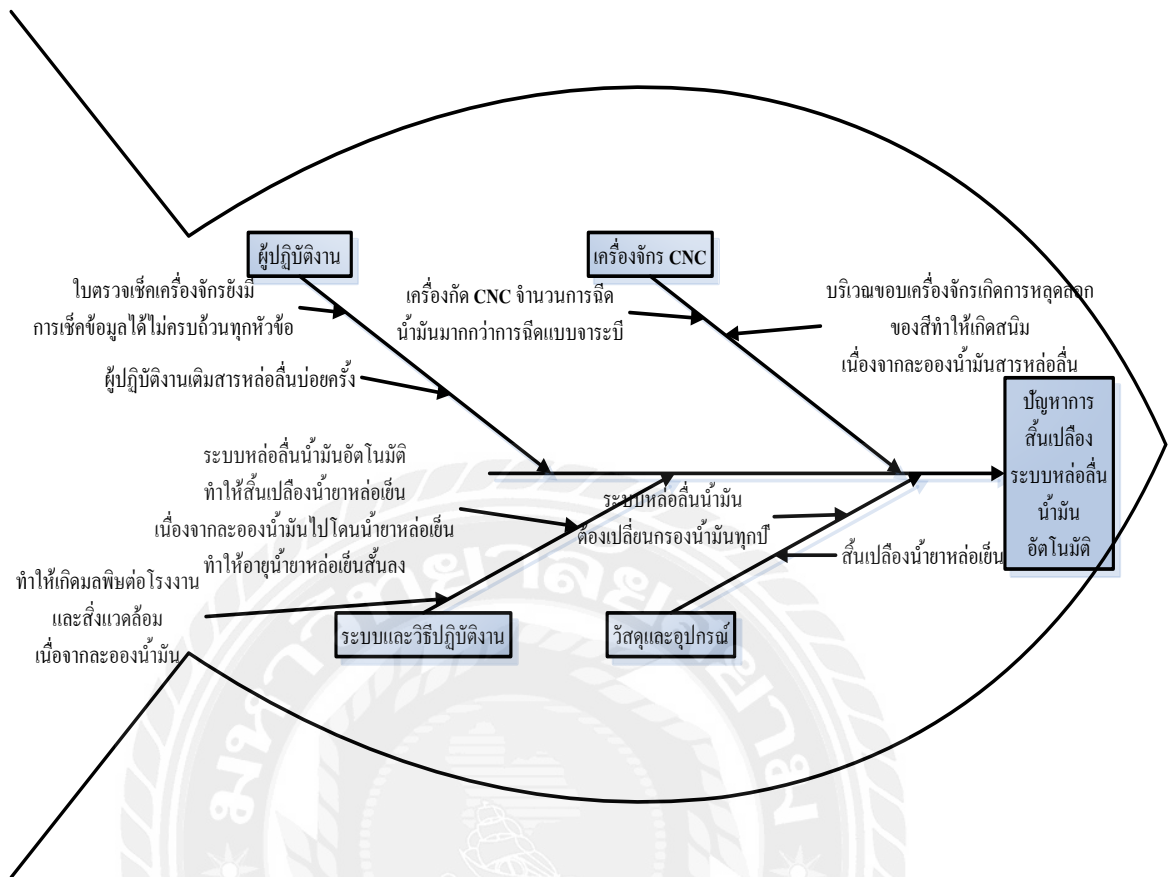 ผู้ปฏิบัติงาน
เครื่องจักร CNC
ใบตรวจเช็คเครื่องจักรยังมี
การเช็คข้อมูลได้ไม่ครบถ้วนทุกหัวข้อ
ผู้ปฏิบัติงานเติมสารหล่อลื่นบ่อยครั้ง
เครื่องกัด CNC จำนวนการฉีด
น้ำมันมากกว่าการฉีดแบบจาระบี
บริเวณขอบเครื่องจักรเกิดการหลุดลอก
ของสีทำให้เกิดสนิม
เนื่องจากละอองน้ำมันสารหล่อลื่น
ปัญหาการ
สิ้นเปลือง
ระบบหล่อลื่น
น้ำมัน
อัตโนมัติ
ระบบหล่อลื่นน้ำมันอัตโนมัติ
ทำให้สิ้นเปลืองน้ำยาหล่อเย็น
เนื่องจากละอองน้ำมันไปโดนน้ำยาหล่อเย็น
ทำให้อายุน้ำยาหล่อเย็นสั้นลง
ระบบหล่อลื่นน้ำมัน
ต้องเปลี่ยนกรองน้ำมันทุกปี
สิ้นเปลืองน้ำยาหล่อเย็น
ทำให้เกิดมลพิษต่อโรงงาน
และสิ่งแวดล้อม
เนื่อจากละอองน้ำมัน
ระบบและวิธีปฏิบัติงาน
วัสดุและอุปกรณ์